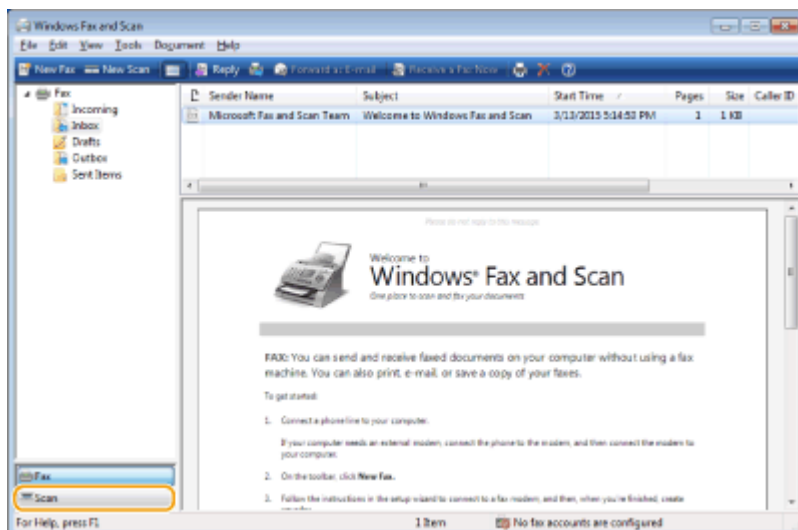 Windows Fax and Scan
File Edit View Tools Document Help
New Fax New Scan Reply Forward as E-mail Receive a Fax Now
Fax
Incoming
Inbox
Drafts
Outbox
Sent Items
Sender Name Subject Start Time Pages Size Caller ID
Microsoft Fax and Scan Team Welcome to Windows Fax and Scan 3/13/2015 5:14:53 PM 1 1 KB
Please do not reply to this message
Welcome to
Windows® Fax and Scan
One place to scan and fax your documents
FAX: You can send and receive faxed documents on your computer without using a fax
machine. You can also print, e-mail, or save a copy of your faxes.
To get started:
1. Connect a phone line to your computer.
If your computer needs an external modem, connect the phone to the modem, and then connect the modem to
your computer.
2. On the toolbar, click New Fax.
3. Follow the instructions in the setup wizard to connect to a fax modem, and then, when you're finished, create
Fax
Scan
For Help, press F1 1 Item No fax accounts are configured